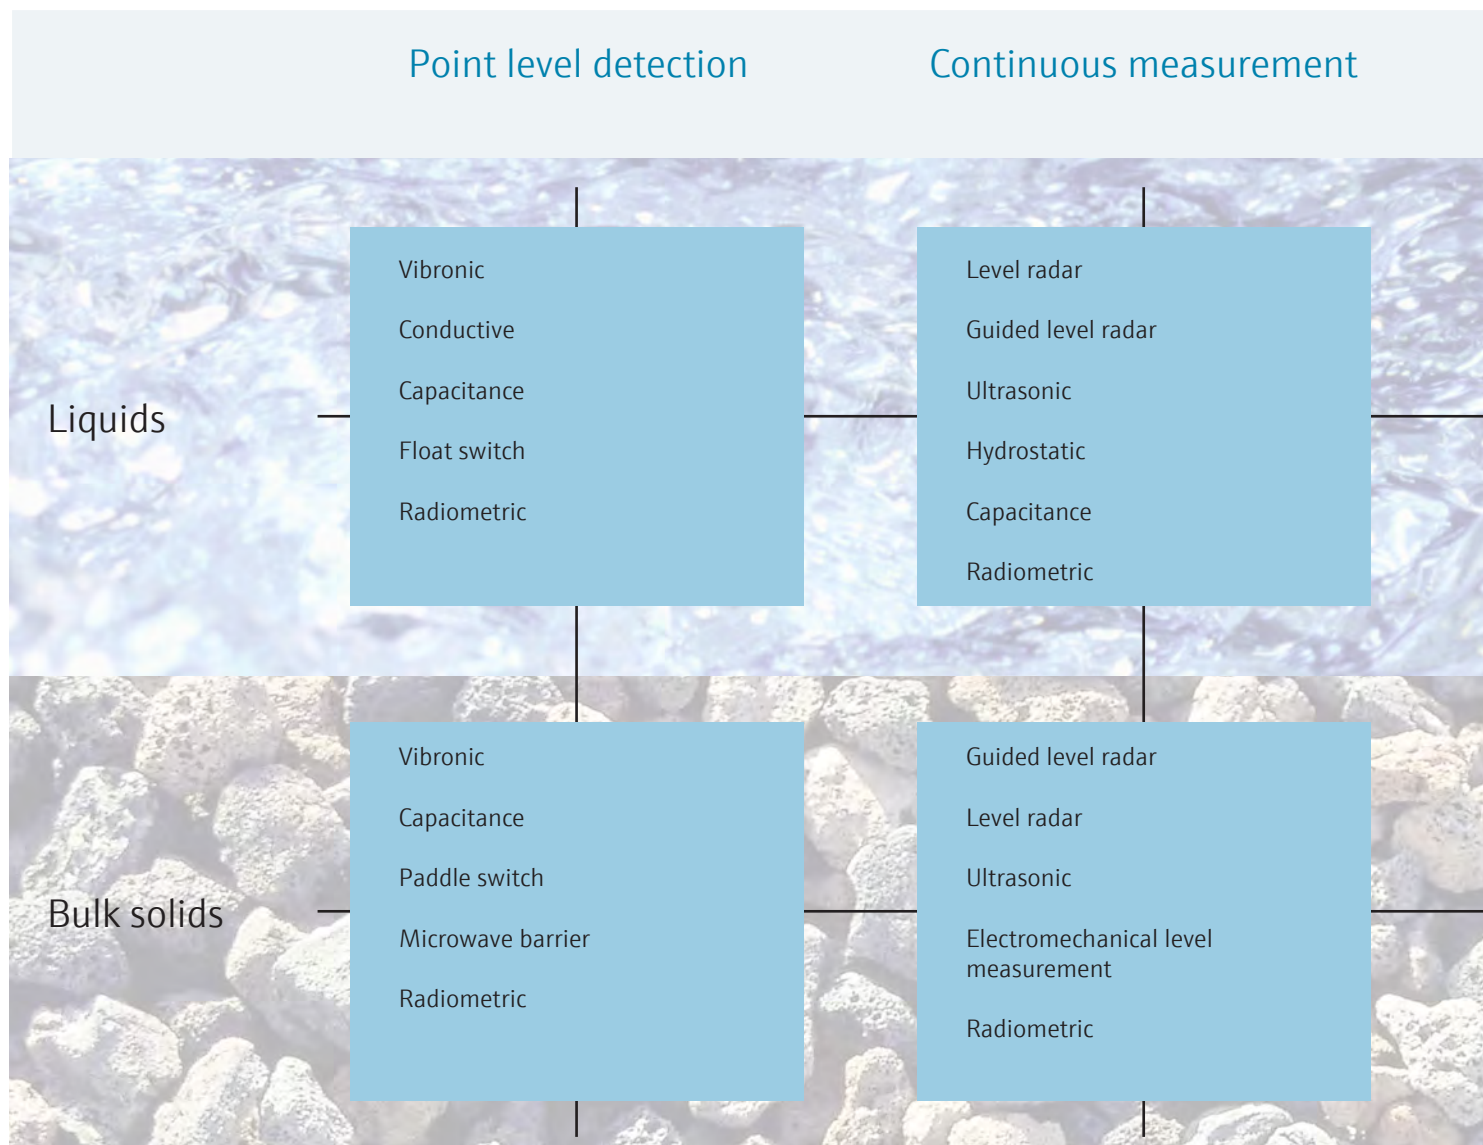 Point level detection
Continuous measurement
Liquids
Vibronic
Conductive
Capacitance
Float switch
Radiometric
Level radar
Guided level radar
Ultrasonic
Hydrostatic
Capacitance
Radiometric
Bulk solids
Vibronic
Capacitance
Paddle switch
Microwave barrier
Radiometric
Guided level radar
Level radar
Ultrasonic
Electromechanical level
measurement
Radiometric